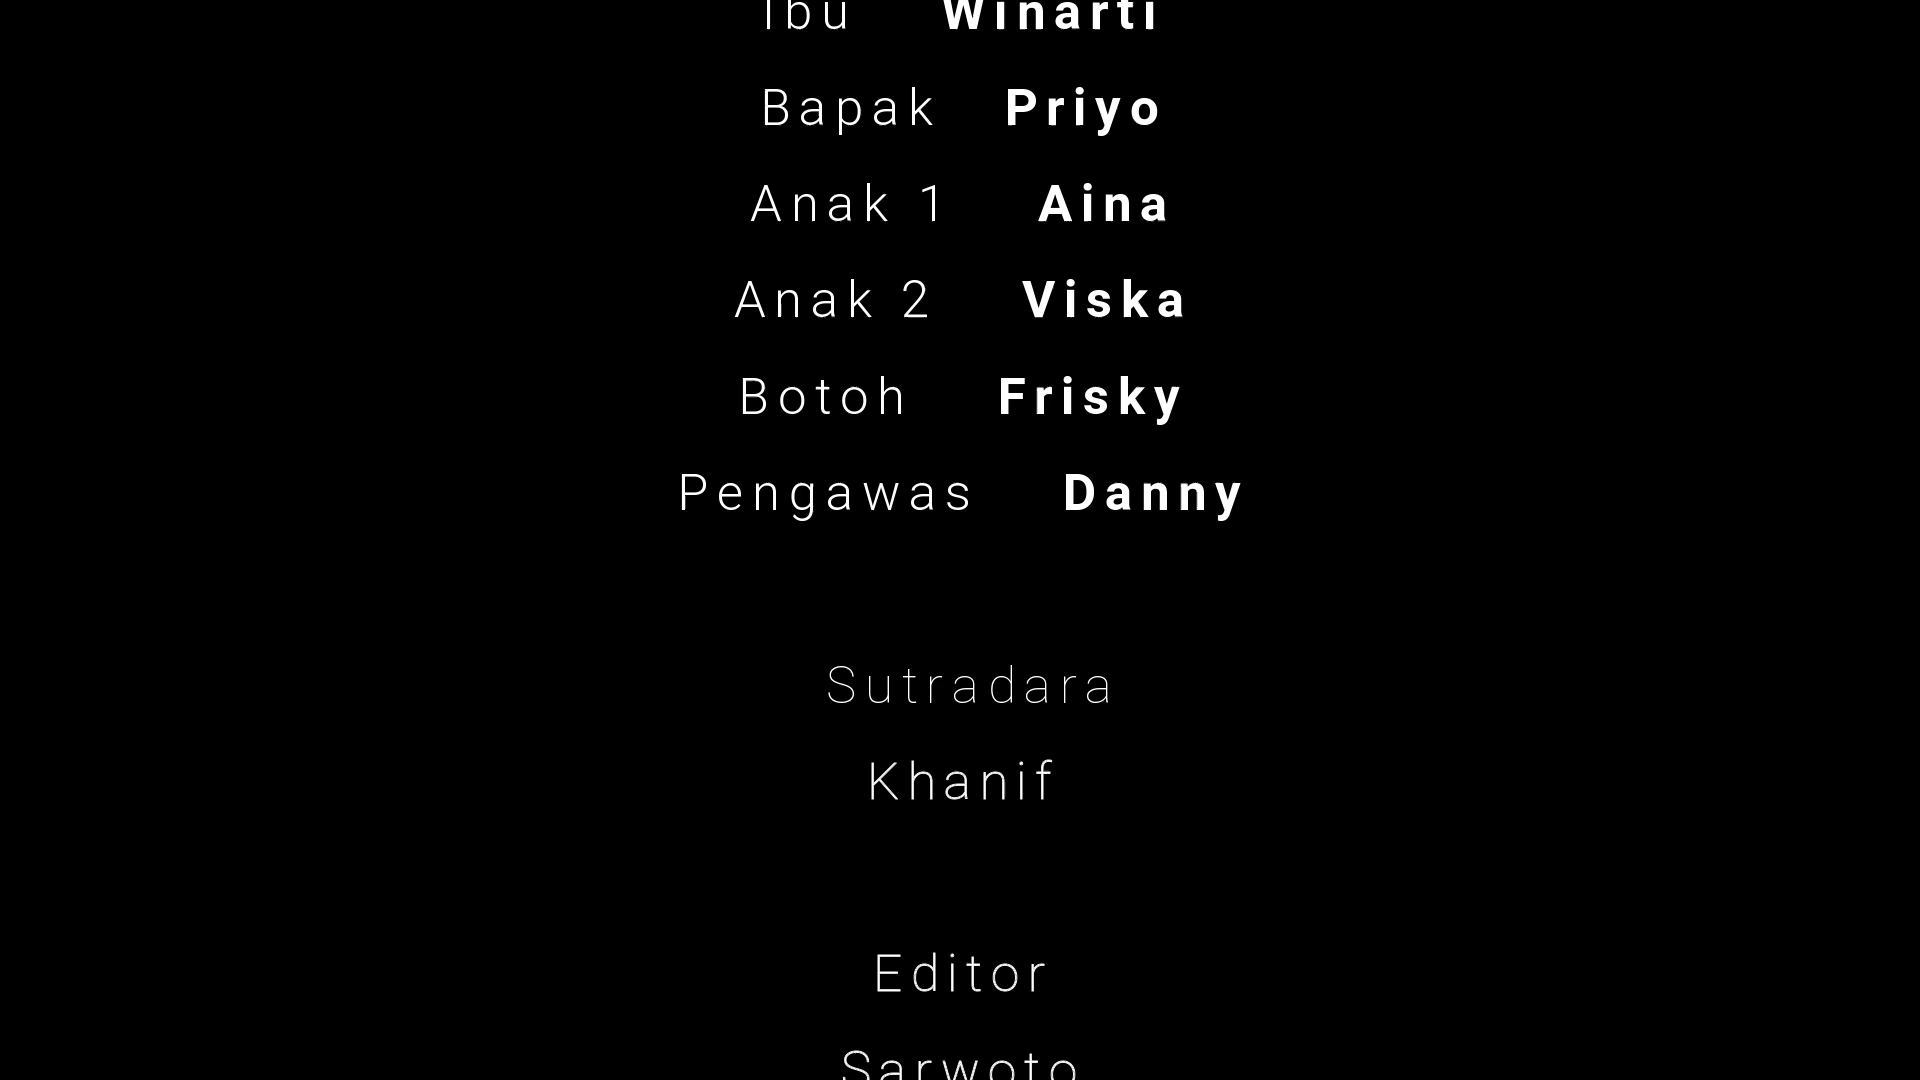 Ibu Winarti
Bapak Priyo
Anak 1 Aina
Anak 2 Viska
Botoh Frisky
Pengawas Danny
Sutradara
Khanif
Editor
Sarwoto